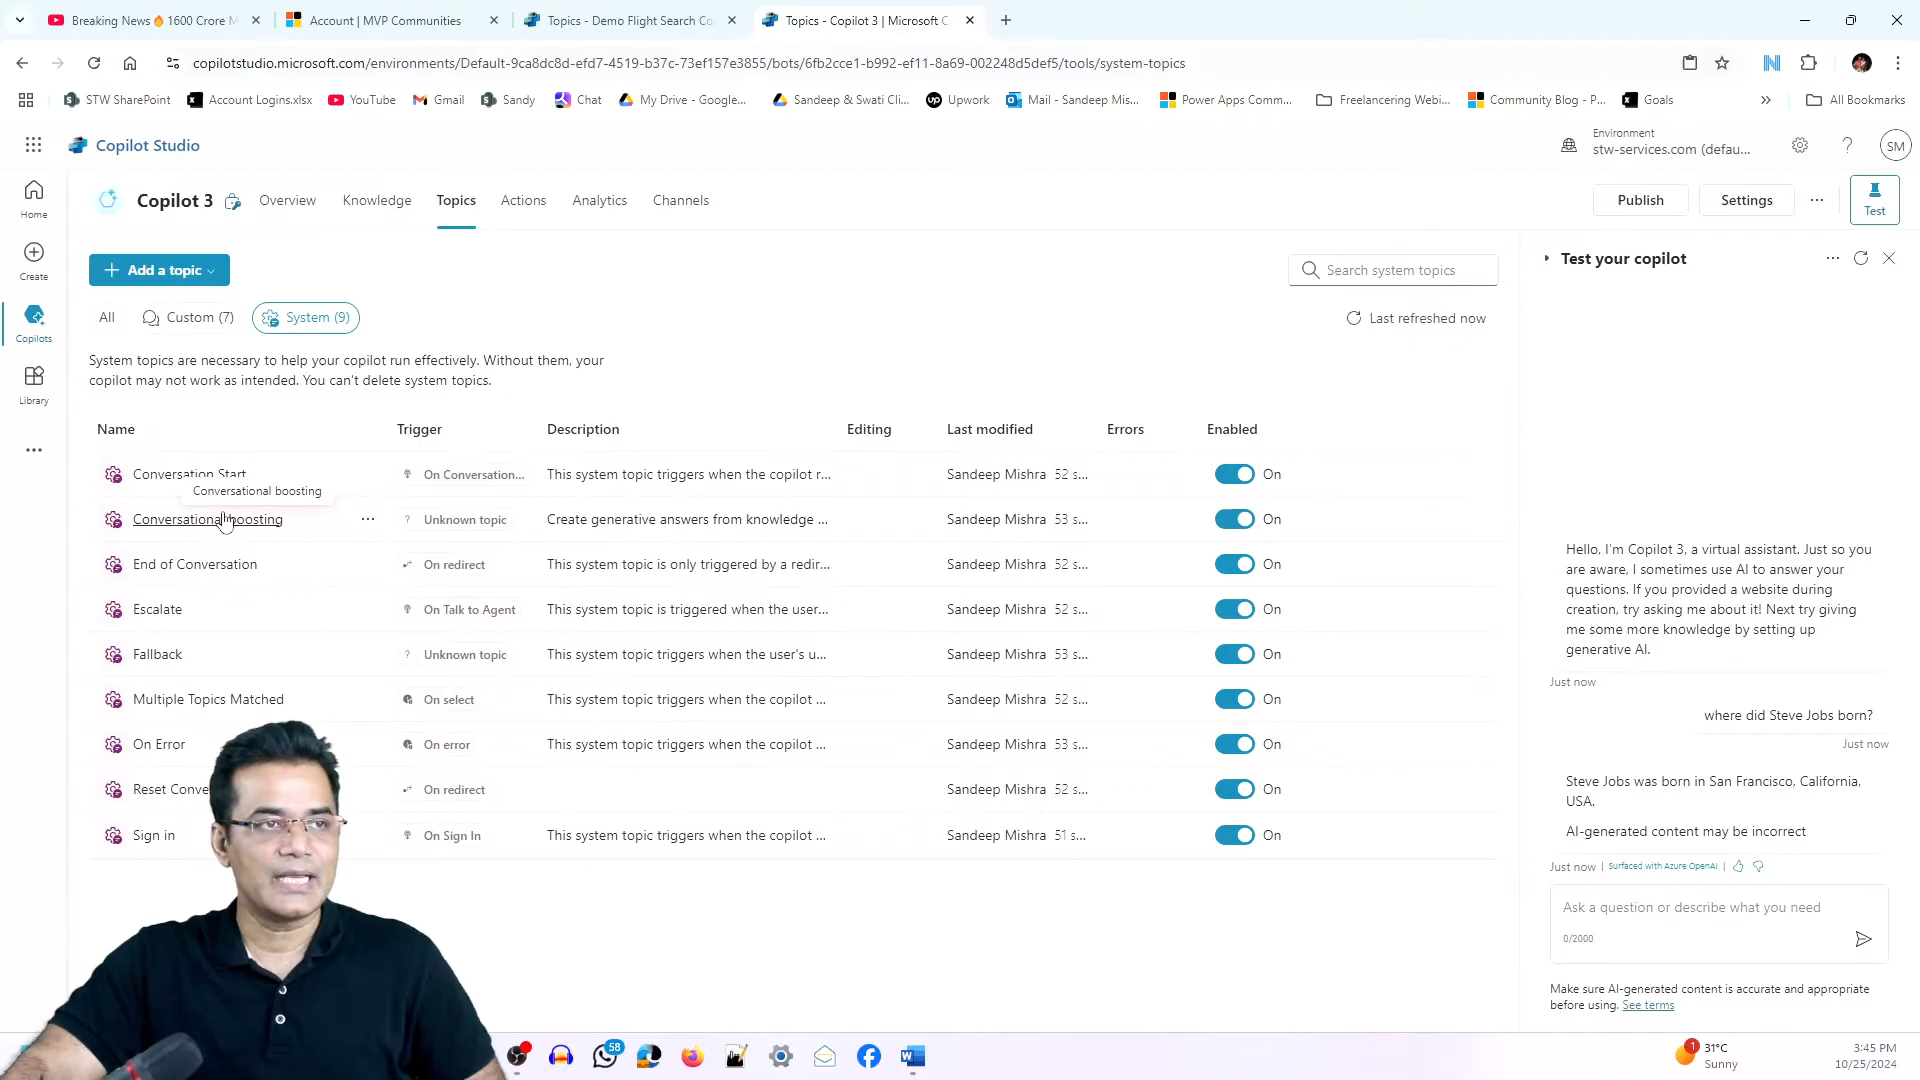 Breaking News🔥1600 Crore M
Account | MVP Communities
Topics - Demo Flight Search Co
Topics - Copilot 3 | Microsoft C
copilotstudio.microsoft.com/environments/Default-9ca8dc8d-efd7-4519-b37c-73ef157e3855/bots/6fb2cce1-b992-ef11-8a69-002248d5def5/tools/system-topics
STW SharePoint
Account Logins.xlsx
YouTube
Gmail
Sandy
Chat
My Drive - Google...
Sandeep & Swati Cli...
Upwork
Mail - Sandeep Mis...
Power Apps Comm...
Freelancering Webi...
Community Blog - P...
Goals
All Bookmarks
Copilot Studio
Environment
stw-services.com (defau...
SM
Home
Create
Copilots
Library
Copilot 3
Overview
Knowledge
Topics
Actions
Analytics
Channels
Publish
Settings
Test
Add a topic
Search system topics
All
Custom (7)
System (9)
Last refreshed now
System topics are necessary to help your copilot run effectively. Without them, your
copilot may not work as intended. You can't delete system topics.
Name Trigger Description Editing Last modified Errors Enabled
Conversation Start On Conversation... This system topic triggers when the copilot r... Sandeep Mishra 52 s... On
Conversational boosting
Conversational boosting ... Unknown topic Create generative answers from knowledge ... Sandeep Mishra 53 s... On
End of Conversation On redirect This system topic is only triggered by a redir... Sandeep Mishra 52 s... On
Escalate On Talk to Agent This system topic is triggered when the user... Sandeep Mishra 52 s... On
Fallback Unknown topic This system topic triggers when the user's u... Sandeep Mishra 53 s... On
Multiple Topics Matched On select This system topic triggers when the copilot ... Sandeep Mishra 52 s... On
On Error On error This system topic triggers when the copilot ... Sandeep Mishra 53 s... On
Reset Conve On redirect Sandeep Mishra 52 s... On
Sign in On Sign In This system topic triggers when the copilot ... Sandeep Mishra 51 s... On
Test your copilot
Hello, I'm Copilot 3, a virtual assistant. Just so you
are aware, I sometimes use AI to answer your
questions. If you provided a website during
creation, try asking me about it! Next try giving
me some more knowledge by setting up
generative AI.
Just now
where did Steve Jobs born?
Just now
Steve Jobs was born in San Francisco, California,
USA.
AI-generated content may be incorrect
Just now | Surfaced with Azure OpenAI |
Ask a question or describe what you need
0/2000
Make sure AI-generated content is accurate and appropriate
before using. See terms
58
1
31°C
Sunny
3:45 PM
10/25/2024